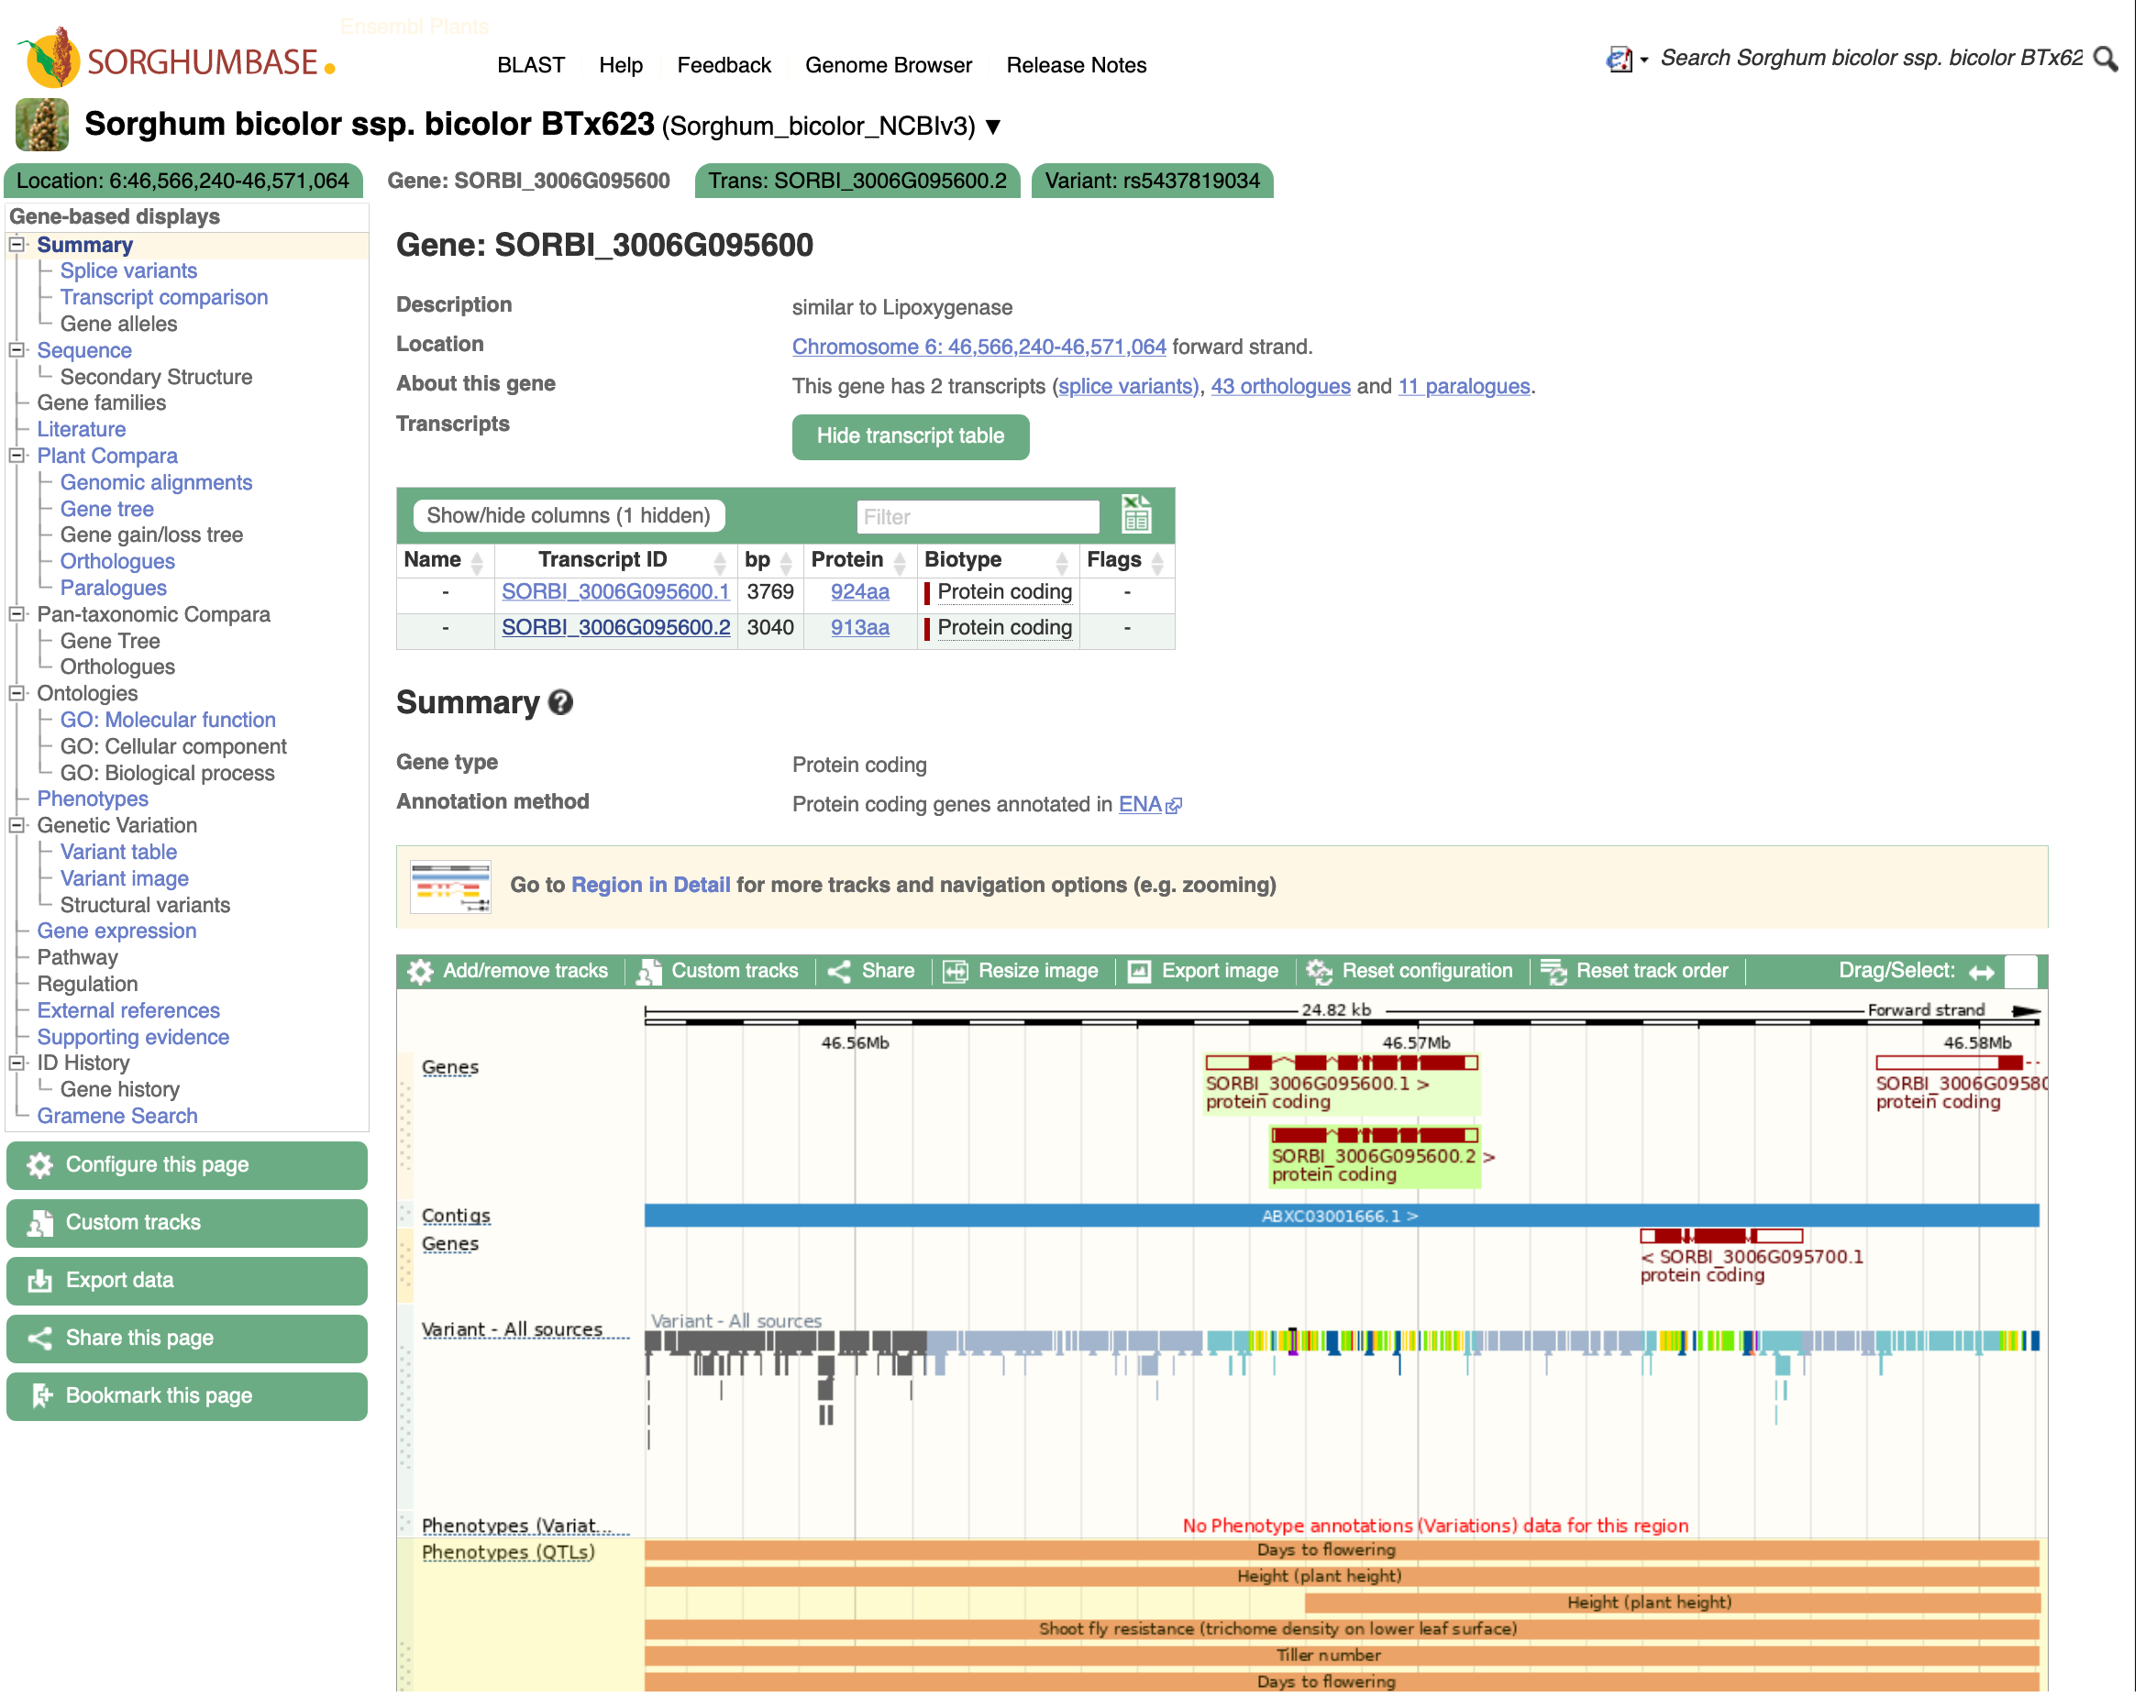 Ensembl Plants
SORGHUMBASE
BLAST Help Feedback Genome Browser Release Notes
Search Sorghum bicolor ssp. bicolor BTx62
Sorghum bicolor ssp. bicolor BTx623 (Sorghum_bicolor_NCBIv3) ▼
Location: 6:46,566,240-46,571,064 Gene: SORBI_3006G095600 Trans: SORBI_3006G095600.2 Variant: rs5437819034
Gene-based displays
Summary
Splice variants
Transcript comparison
Gene alleles
Sequence
Secondary Structure
Gene families
Literature
Plant Compara
Genomic alignments
Gene tree
Gene gain/loss tree
Orthologues
Paralogues
Pan-taxonomic Compara
Gene Tree
Orthologues
Ontologies
GO: Molecular function
GO: Cellular component
GO: Biological process
Phenotypes
Genetic Variation
Variant table
Variant image
Structural variants
Gene expression
Pathway
Regulation
External references
Supporting evidence
ID History
Gene history
Gramene Search
Configure this page
Custom tracks
Export data
Share this page
Bookmark this page
Gene: SORBI_3006G095600
Description similar to Lipoxygenase
Location Chromosome 6: 46,566,240-46,571,064 forward strand.
About this gene This gene has 2 transcripts (splice variants), 43 orthologues and 11 paralogues.
Transcripts Hide transcript table
Show/hide columns (1 hidden) Filter
Name Transcript ID bp Protein Biotype Flags
- SORBI_3006G095600.1 3769 924aa Protein coding -
- SORBI_3006G095600.2 3040 913aa Protein coding -
Summary ?
Gene type Protein coding
Annotation method Protein coding genes annotated in ENA
Go to Region in Detail for more tracks and navigation options (e.g. zooming)
Add/remove tracks Custom tracks Share Resize image Export image Reset configuration Reset track order Drag/Select:
24.82 kb Forward strand
46.56Mb 46.57Mb 46.58Mb
Genes
SORBI_3006G095600.1 > SORBI_3006G09580
protein coding protein coding
SORBI_3006G095600.2 >
protein coding
Contigs ABXC03001666.1 >
Genes
< SORBI_3006G095700.1
protein coding
Variant - All sources
Variant - All sources
Phenotypes (Variat... No Phenotype annotations (Variations) data for this region
Phenotypes (QTLs) Days to flowering
Height (plant height)
Height (plant height)
Shoot fly resistance (trichome density on lower leaf surface)
Tiller number
Days to flowering